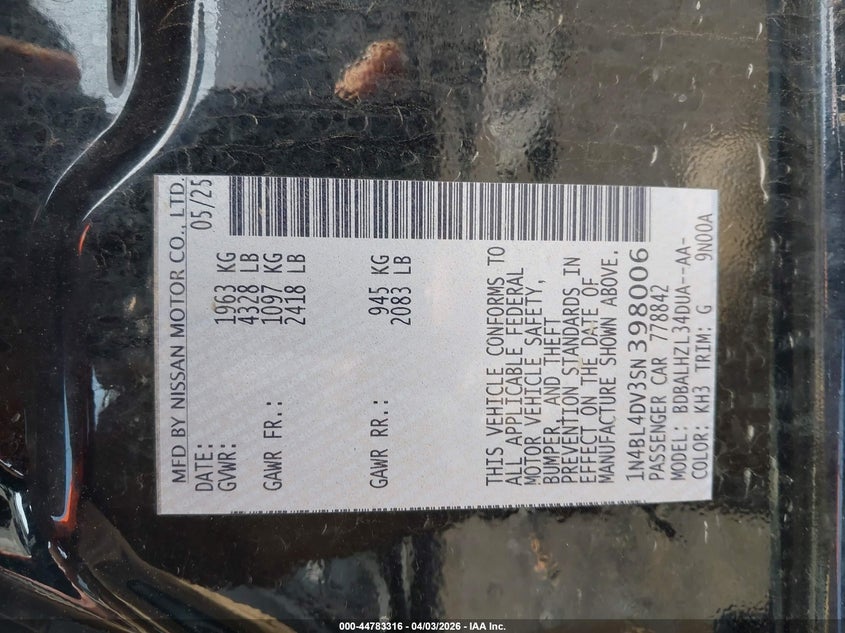 MFD BY NISSAN MOTOR CO., LTD.
DATE: 05/25
GVWR: 1963 KG
4328 LB
GAWR FR.: 1097 KG
2418 LB
GAWR RR.: 945 KG
2083 LB
THIS VEHICLE CONFORMS TO
ALL APPLICABLE FEDERAL
MOTOR VEHICLE SAFETY,
BUMPER, AND THEFT
PREVENTION STANDARDS IN
EFFECT ON THE DATE OF
MANUFACTURE SHOWN ABOVE.
1N4BL4DV3SN398006
PASSENGER CAR 778842
MODEL: BDBALHZL34DUA--AA-
COLOR: KH3 TRIM: G 9N00A
000-44783316 - 04/03/2026 - IAA Inc.